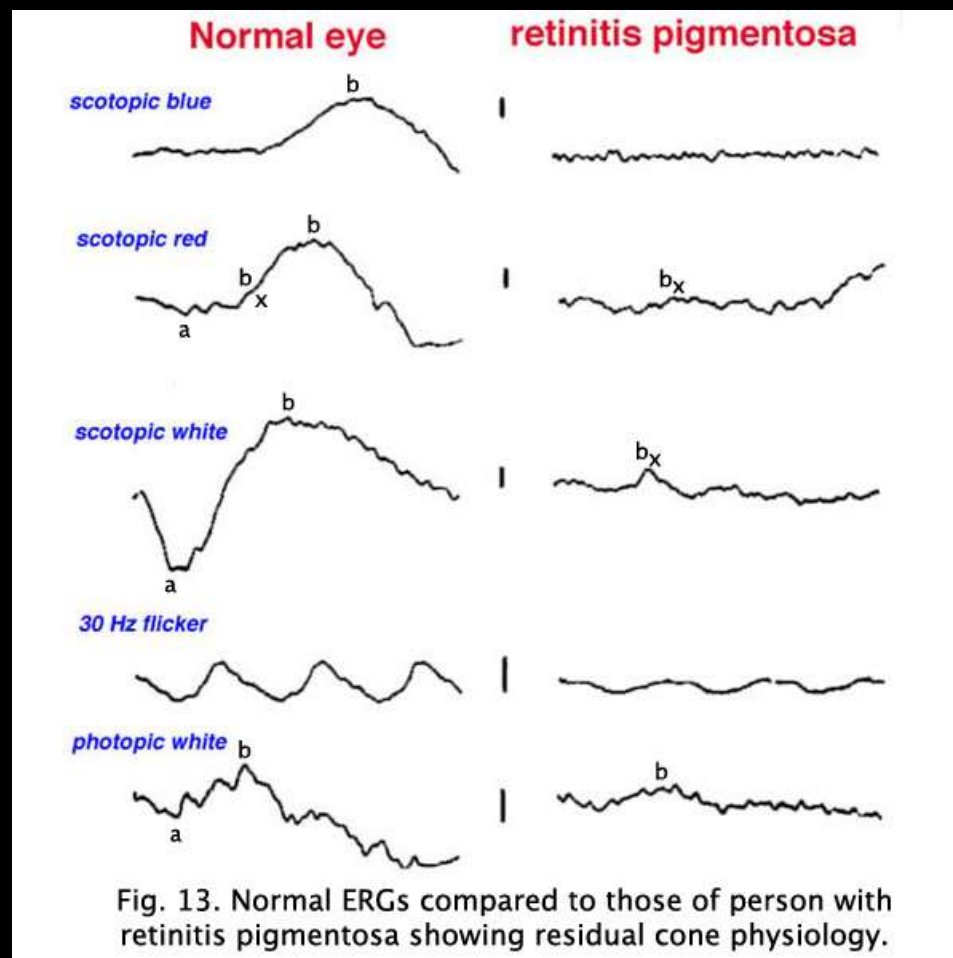 Normal eye retinitis pigmentosa
scotopic blue
b
scotopic red
b
b
x
a
bx
scotopic white
b
a
bx
30 Hz flicker
photopic white
b
a
b
Fig. 13. Normal ERGs compared to those of person with
retinitis pigmentosa showing residual cone physiology.